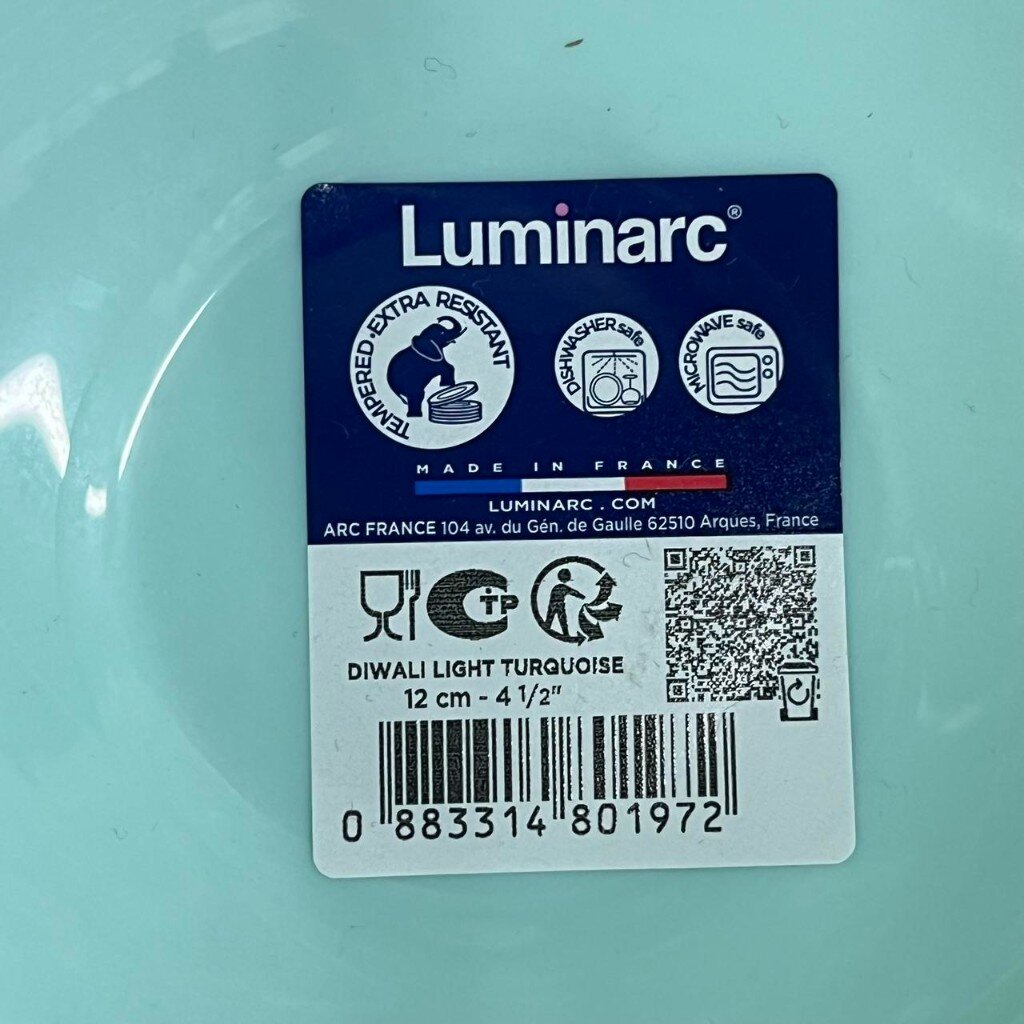 Luminarc®
TEMPERED·EXTRA RESISTANT
DISHWASHER safe
MICROWAVE safe
MADE IN FRANCE
LUMINARC . COM
ARC FRANCE 104 av. du Gén. de Gaulle 62510 Arques, France
CTP
DIWALI LIGHT TURQUOISE
12 cm - 4 1/2"
0 883314 801972